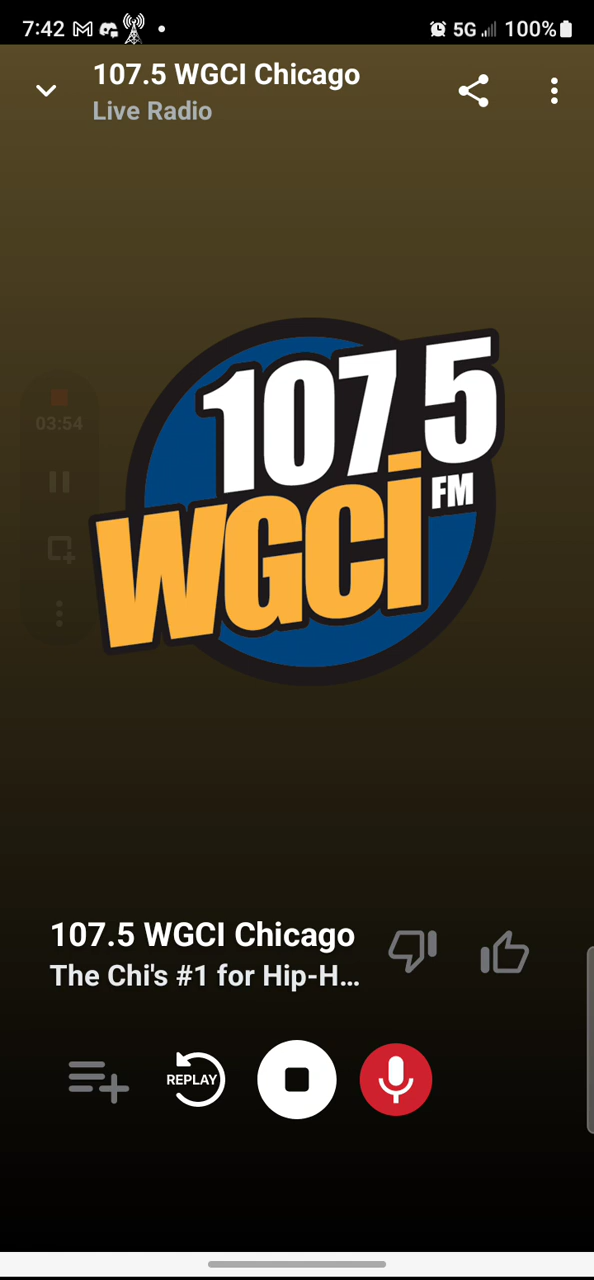 7:42 5G 100%
107.5 WGCI Chicago
Live Radio
107.5
FM
WGCi
03:54
107.5 WGCI Chicago
The Chi's #1 for Hip-H...
REPLAY